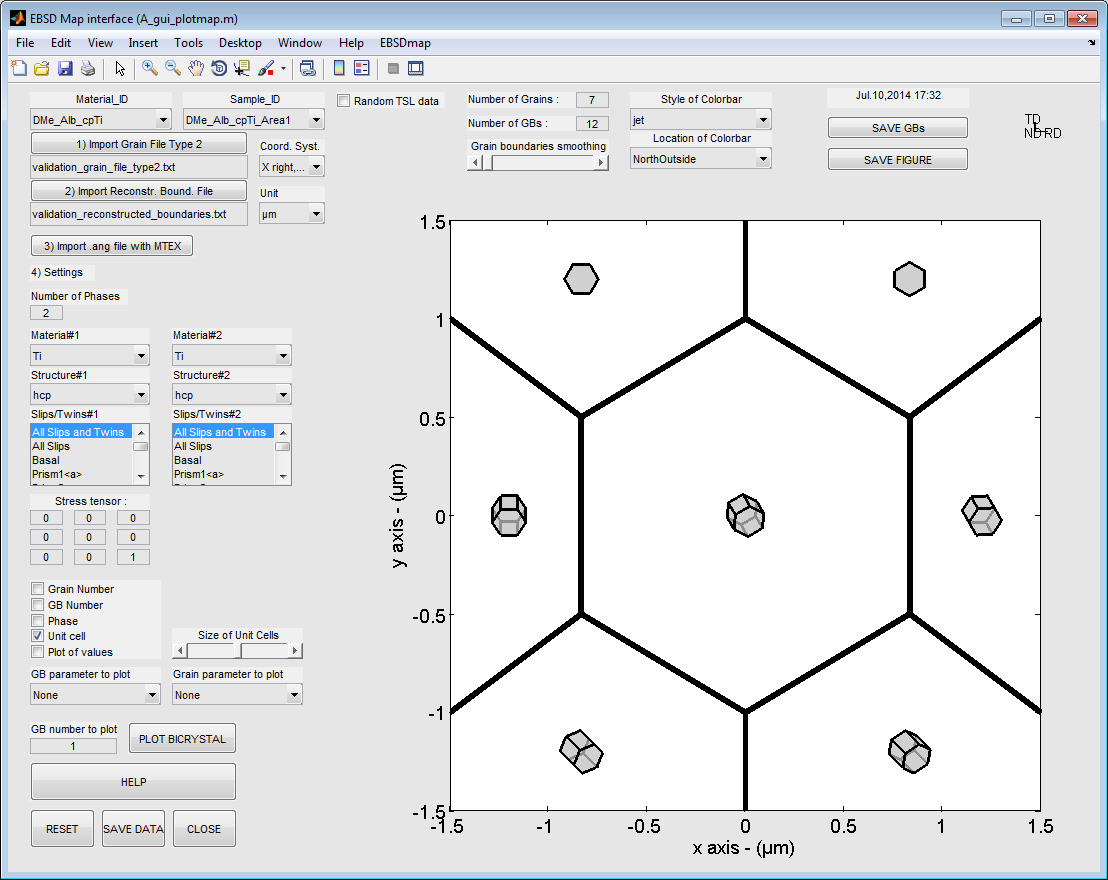 EBSD Map interface (A_gui_plotmap.m)
File Edit View Insert Tools Desktop Window Help EBSDmap
Material_ID Sample_ID
DMe_Alb_cpTi DMe_Alb_cpTi_Area1
Random TSL data
1) Import Grain File Type 2
validation_grain_file_type2.txt
2) Import Reconstr. Bound. File
validation_reconstructed_boundaries.txt
Coord. Syst.
X right,...
Unit
µm
3) Import .ang file with MTEX
Number of Grains : 7
Number of GBs : 12
Grain boundaries smoothing
Style of Colorbar
jet
Location of Colorbar
NorthOutside
Jul.10,2014 17:32
SAVE GBs
SAVE FIGURE
TD
ND RD
4) Settings
Number of Phases
2
Material#1 Material#2
Ti Ti
Structure#1 Structure#2
hcp hcp
Slips/Twins#1 Slips/Twins#2
All Slips and Twins All Slips and Twins
All Slips All Slips
Basal Basal
Prism1<a> Prism1<a>
Stress tensor :
0 0 0
0 0 0
0 0 1
Grain Number
GB Number
Phase
Unit cell
Plot of values
Size of Unit Cells
GB parameter to plot Grain parameter to plot
None None
GB number to plot
1
PLOT BICRYSTAL
HELP
RESET SAVE DATA CLOSE
1.5
1
0.5
0
-0.5
-1
-1.5
y axis - (µm)
-1.5 -1 -0.5 0 0.5 1 1.5
x axis - (µm)